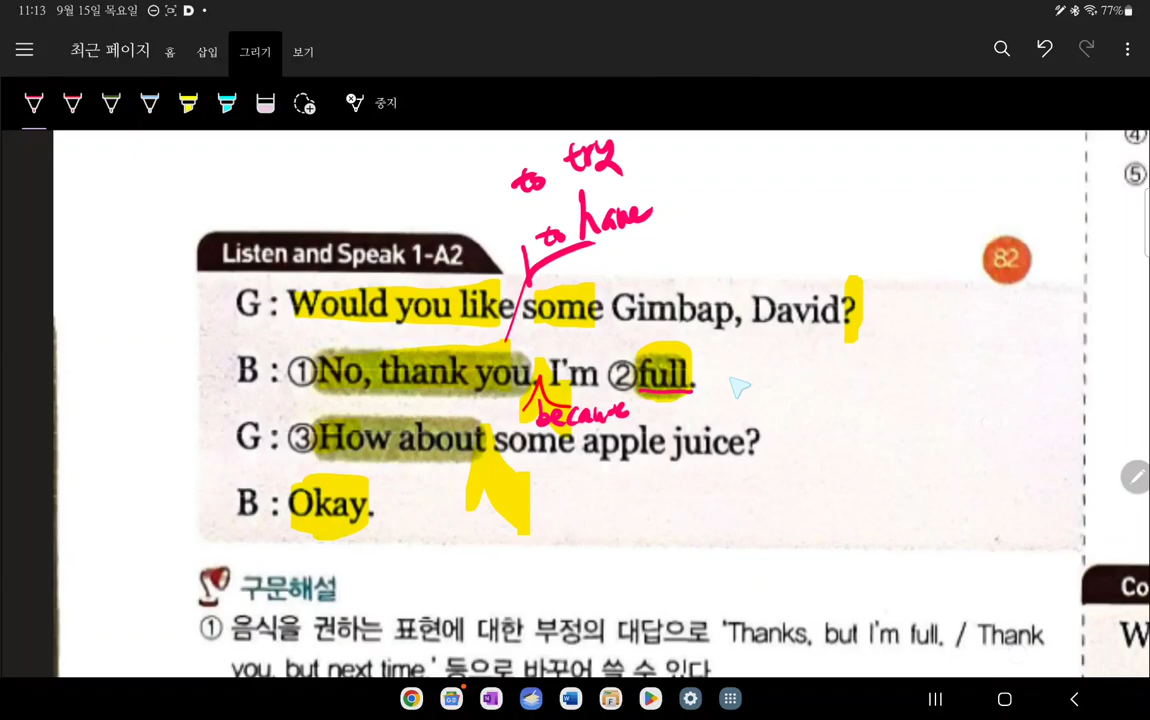 11:13 9월 15일 목요일 D 77%
최근 페이지 홈 삽입 그리기 보기
중지
to try
to have
④
⑤
Listen and Speak 1-A2
82
G : Would you like some Gimbap, David?
B : ①No, thank you. I'm ②full.
because
G : ③How about some apple juice?
B : Okay.
구문해설
① 음식을 권하는 표현에 대한 부정의 대답으로 'Thanks, but I'm full. / Thank
you, but next time.' 등으로 바꾸어 쓸 수 있다
Co
W